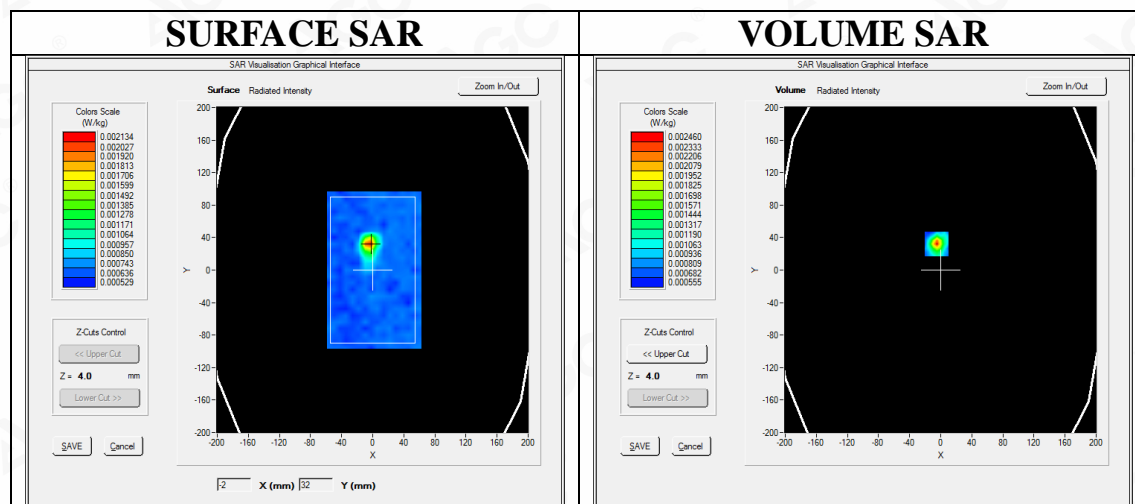 SURFACE SAR
VOLUME SAR
SAR Visualisation Graphical Interface
Surface Radiated Intensity
Zoom In/Out
Colors Scale
(W/kg)
0.002134
0.002027
0.001920
0.001813
0.001706
0.001599
0.001492
0.001385
0.001278
0.001171
0.001064
0.000957
0.000850
0.000743
0.000636
0.000529
Z-Cuts Control
<< Upper Cut
Z = 4.0 mm
Lower Cut >>
SAVE Cancel
200-
160-
120-
80-
40-
0-
-40-
-80-
-120-
-160-
-200-
Y
-200 -160 -120 -80 -40 0 40 80 120 160 200
X
-2 X (mm) 32 Y (mm)
SAR Visualisation Graphical Interface
Volume Radiated Intensity
Zoom In/Out
Colors Scale
(W/kg)
0.002460
0.002333
0.002206
0.002079
0.001952
0.001825
0.001698
0.001571
0.001444
0.001317
0.001190
0.001063
0.000936
0.000809
0.000682
0.000555
Z-Cuts Control
<< Upper Cut
Z = 4.0 mm
Lower Cut >>
SAVE Cancel
200-
160-
120-
80-
40-
0-
-40-
-80-
-120-
-160-
-200-
Y
-200 -160 -120 -80 -40 0 40 80 120 160 200
X